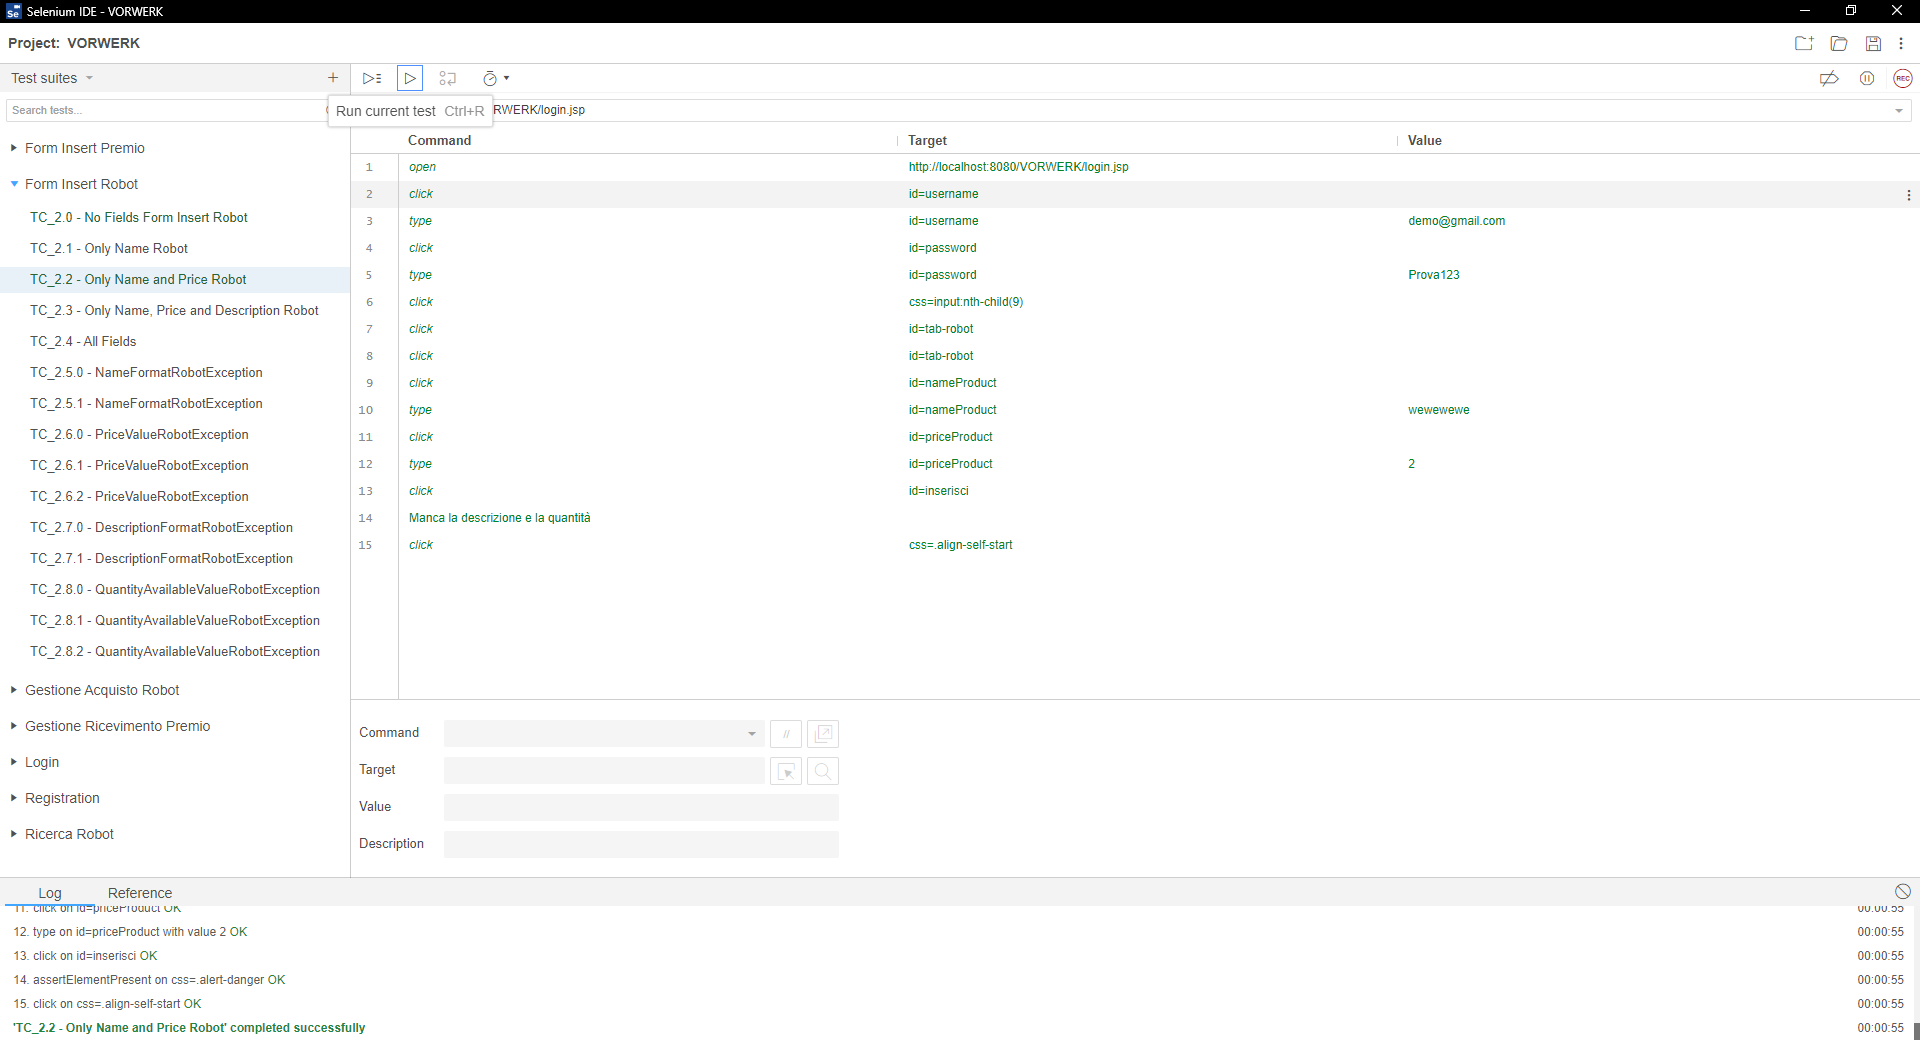 Selenium IDE - VORWERK
Project: VORWERK
Test suites
Search tests...
Run current test Ctrl+R
RWERK/login.jsp
REC
Form Insert Premio
Form Insert Robot
TC_2.0 - No Fields Form Insert Robot
TC_2.1 - Only Name Robot
TC_2.2 - Only Name and Price Robot
TC_2.3 - Only Name, Price and Description Robot
TC_2.4 - All Fields
TC_2.5.0 - NameFormatRobotException
TC_2.5.1 - NameFormatRobotException
TC_2.6.0 - PriceValueRobotException
TC_2.6.1 - PriceValueRobotException
TC_2.6.2 - PriceValueRobotException
TC_2.7.0 - DescriptionFormatRobotException
TC_2.7.1 - DescriptionFormatRobotException
TC_2.8.0 - QuantityAvailableValueRobotException
TC_2.8.1 - QuantityAvailableValueRobotException
TC_2.8.2 - QuantityAvailableValueRobotException
Gestione Acquisto Robot
Gestione Ricevimento Premio
Login
Registration
Ricerca Robot
Command Target Value
1 open http://localhost:8080/VORWERK/login.jsp
2 click id=username
3 type id=username demo@gmail.com
4 click id=password
5 type id=password Prova123
6 click css=input:nth-child(9)
7 click id=tab-robot
8 click id=tab-robot
9 click id=nameProduct
10 type id=nameProduct wewewewe
11 click id=priceProduct
12 type id=priceProduct 2
13 click id=inserisci
14 Manca la descrizione e la quantità
15 click css=.align-self-start
Command //
Target
Value
Description
Log Reference
11. click on id=priceProduct OK 00:00:55
12. type on id=priceProduct with value 2 OK 00:00:55
13. click on id=inserisci OK 00:00:55
14. assertElementPresent on css=.alert-danger OK 00:00:55
15. click on css=.align-self-start OK 00:00:55
'TC_2.2 - Only Name and Price Robot' completed successfully 00:00:55